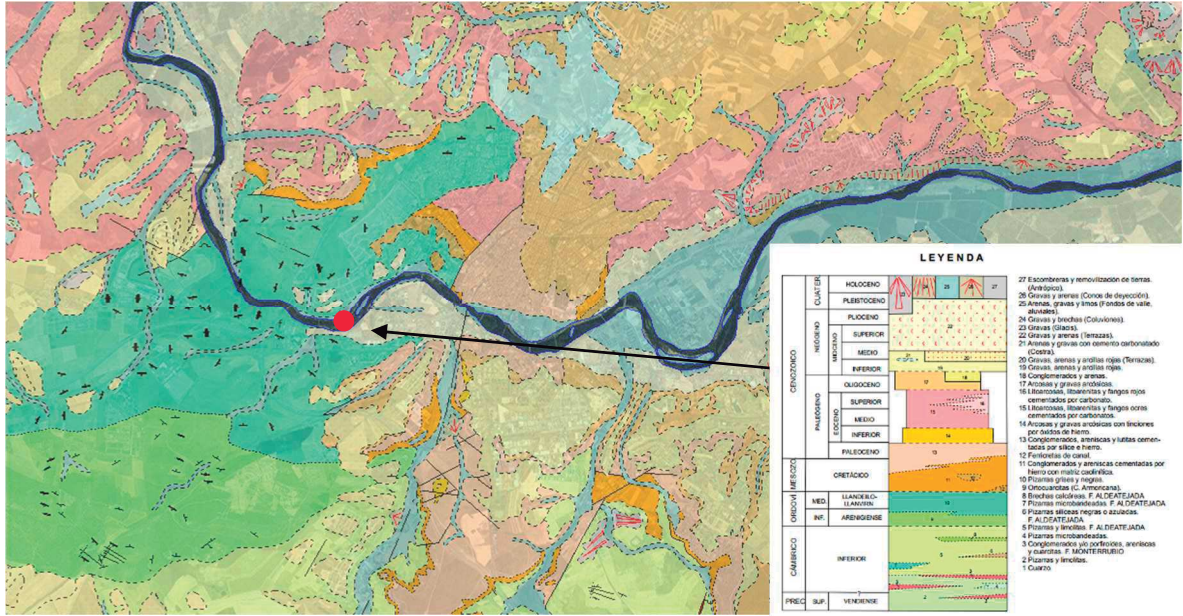 LEYENDA
CENOZOICO
MESOZO
ORDOVI
CÁMBRICO
PREC
CUATER
NEÓGENO
PALEÓGENO
MIOCENO
EOCENO
HOLOCENO
PLEISTOCENO
PLIOCENO
SUPERIOR
MEDIO
INFERIOR
OLIGOCENO
SUPERIOR
MEDIO
INFERIOR
PALEOCENO
CRETÁCICO
MED.
LLANDEILO-
LLANVIRN
INF.
ARENIGIENSE
INFERIOR
SUP.
VENDIENSE
27 Escombreras y removilización de tierras.
(Antrópico).
26 Gravas y arenas (Conos de deyección).
25 Arenas, gravas y limos (Fondos de valle,
aluviales).
24 Gravas y brechas (Coluviones).
23 Gravas (Glacis).
22 Gravas y arenas (Terrazas).
21 Arenas y gravas con cemento carbonatado
(Costra).
20 Gravas, arenas y arcillas rojas (Terrazas).
19 Gravas, arenas y arcillas rojas.
18 Conglomerados y arenas.
17 Arcosas y gravas arcósicas.
16 Litoarcosas, litoarenitas y fangos rojos
cementados por carbonato.
15 Litoarcosas, litoarenitas y fangos ocres
cementados por carbonatos.
14 Arcosas y gravas arcósicas con tinciones
por óxidos de hierro.
13 Conglomerados, areniscas y lutitas cemen-
tadas por sílice e hierro.
12 Ferricretas de canal.
11 Conglomerados y areniscas cementadas por
hierro con matriz caolinítica.
10 Pizarras grises y negras.
9 Ortocuarcitas (C. Armoricana).
8 Brechas calcáreas. F. ALDEATEJADA
7 Pizarras microbandeadas. F. ALDEATEJADA
6 Pizarras silíceas negras o azuladas.
F. ALDEATEJADA
5 Pizarras y limolitas. F. ALDEATEJADA
4 Pizarras microbandeadas.
3 Conglomerados y/o porfiroides, areniscas
y cuarcitas. F. MONTERRUBIO
2 Pizarras y limolitas.
1 Cuarzo